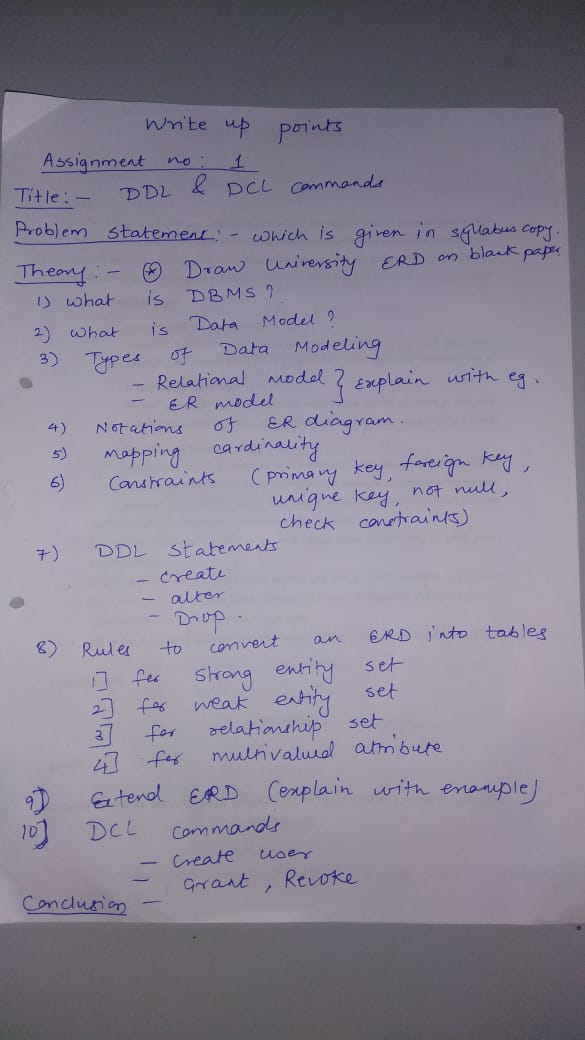 Write up points
Assignment no : 1
Title :- DDL & DCL commands
Problem statement :- which is given in syllabus copy.
Theory :- * Draw University ERD on blank paper
1) what is DBMS ?
2) what is Data Model ?
3) Types of Data Modeling
- Relational model } explain with eg.
- ER model
4) Notations of ER diagram.
5) mapping cardinality
6) Constraints (primary key, foreign key,
unique key, not null,
check constraints)
7) DDL statements
- create
- alter
- Drop.
8) Rules to convert an ERD into tables
1] for strong entity set
2] for weak entity set
3] for relationship set
4] for multivalued attribute
9] Extend ERD (explain with example)
10] DCL commands
- Create user
- Grant, Revoke
Conclusion -